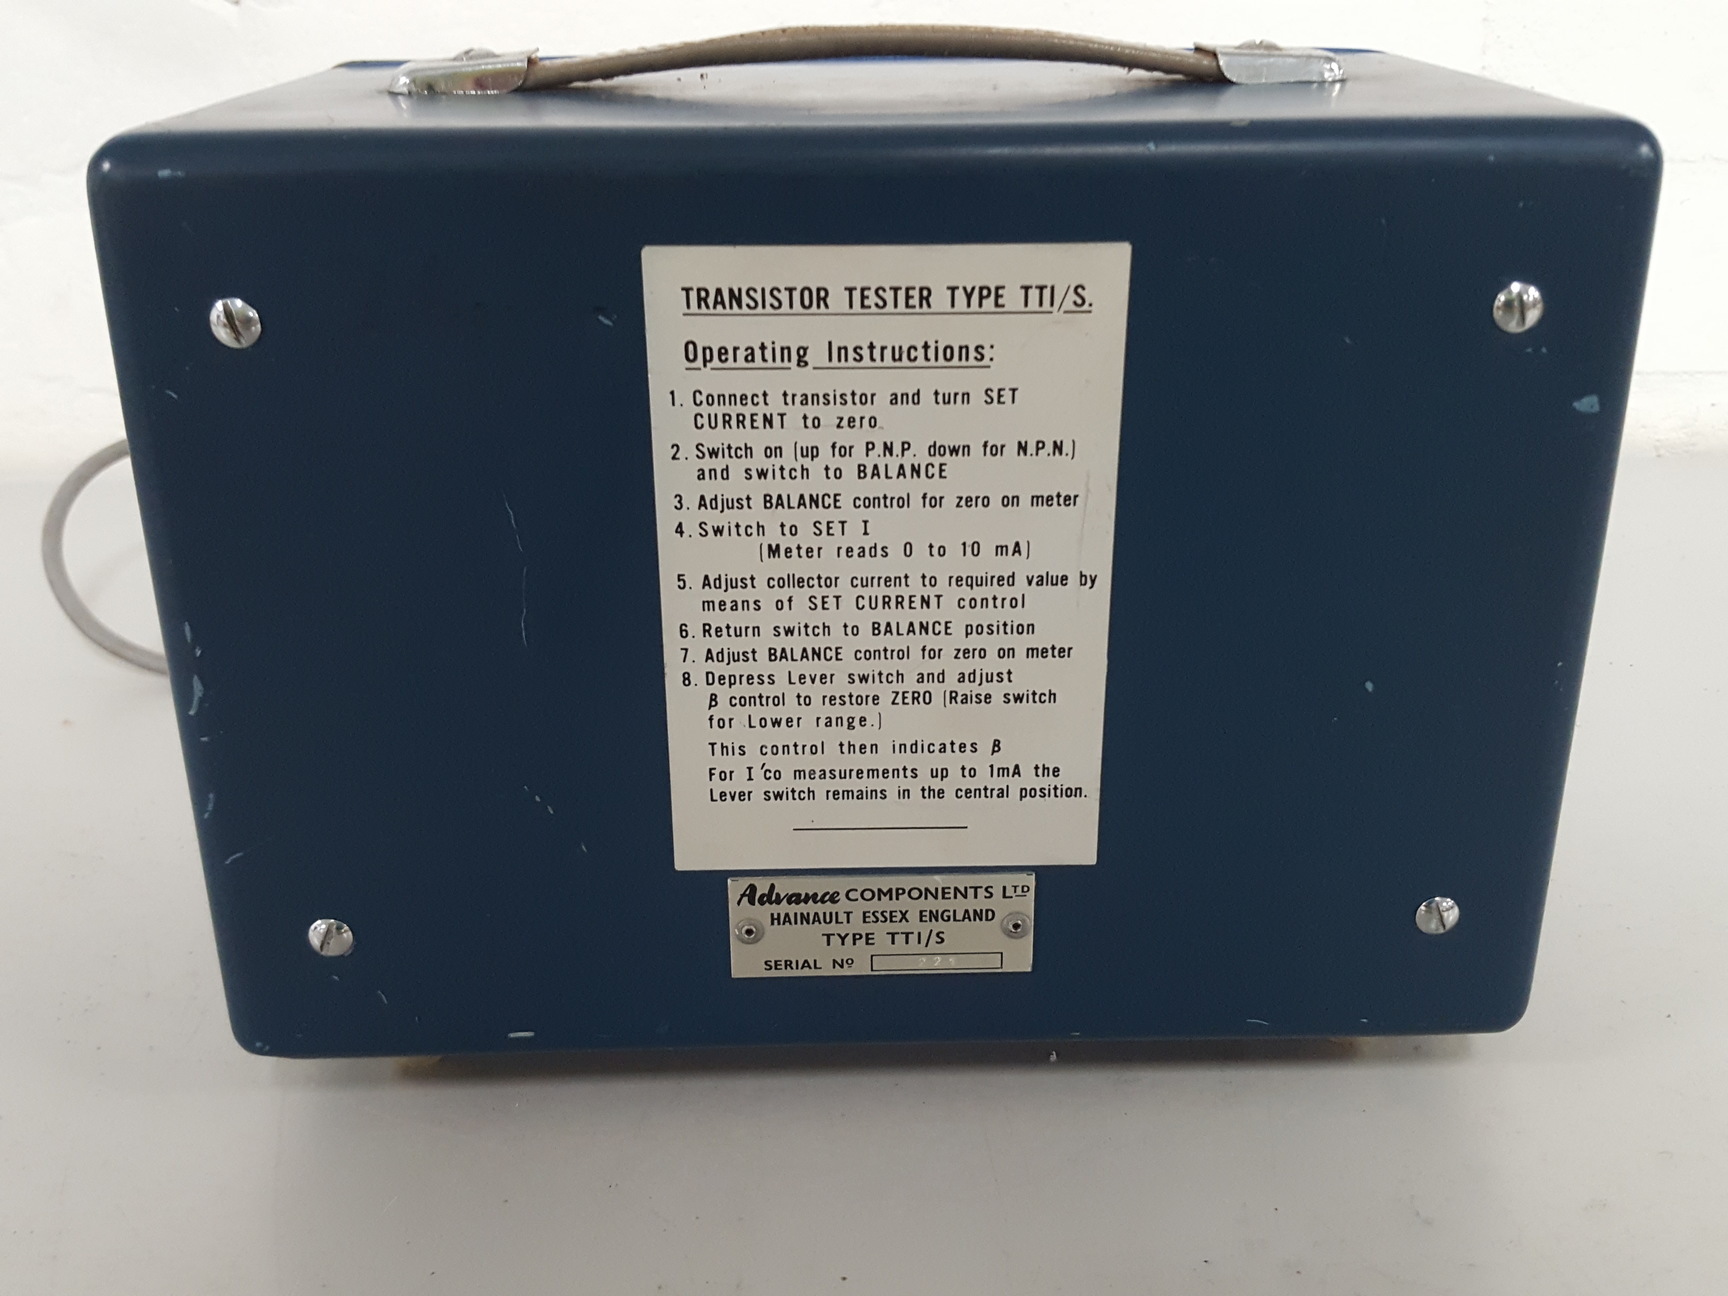 TRANSISTOR TESTER TYPE TT1/S.
Operating Instructions:
1. Connect transistor and turn SET
CURRENT to zero.
2. Switch on (up for P.N.P. down for N.P.N.)
and switch to BALANCE
3. Adjust BALANCE control for zero on meter
4. Switch to SET I
(Meter reads 0 to 10 mA)
5. Adjust collector current to required value by
means of SET CURRENT control
6. Return switch to BALANCE position
7. Adjust BALANCE control for zero on meter
8. Depress Lever switch and adjust
β control to restore ZERO (Raise switch
for Lower range.)
This control then indicates β
For I'co measurements up to 1mA the
Lever switch remains in the central position.
Advance COMPONENTS LTD
HAINAULT ESSEX ENGLAND
TYPE TT1/S
SERIAL No